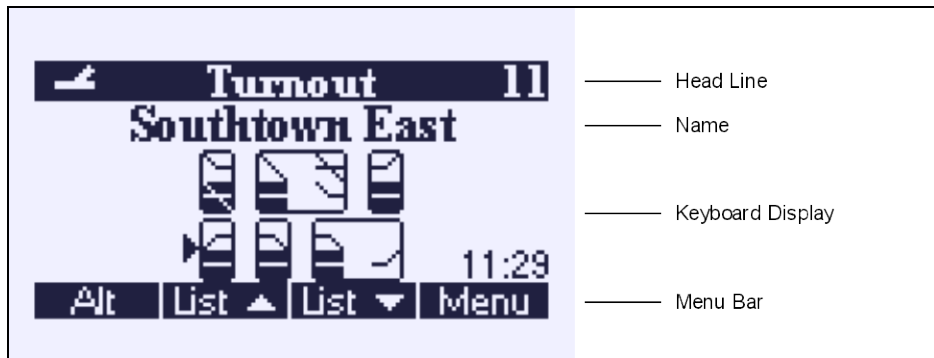 Turnout 11
Head Line
Southtown East
Name
Keyboard Display
11:29
Alt List ▲ List ▼ Menu
Menu Bar